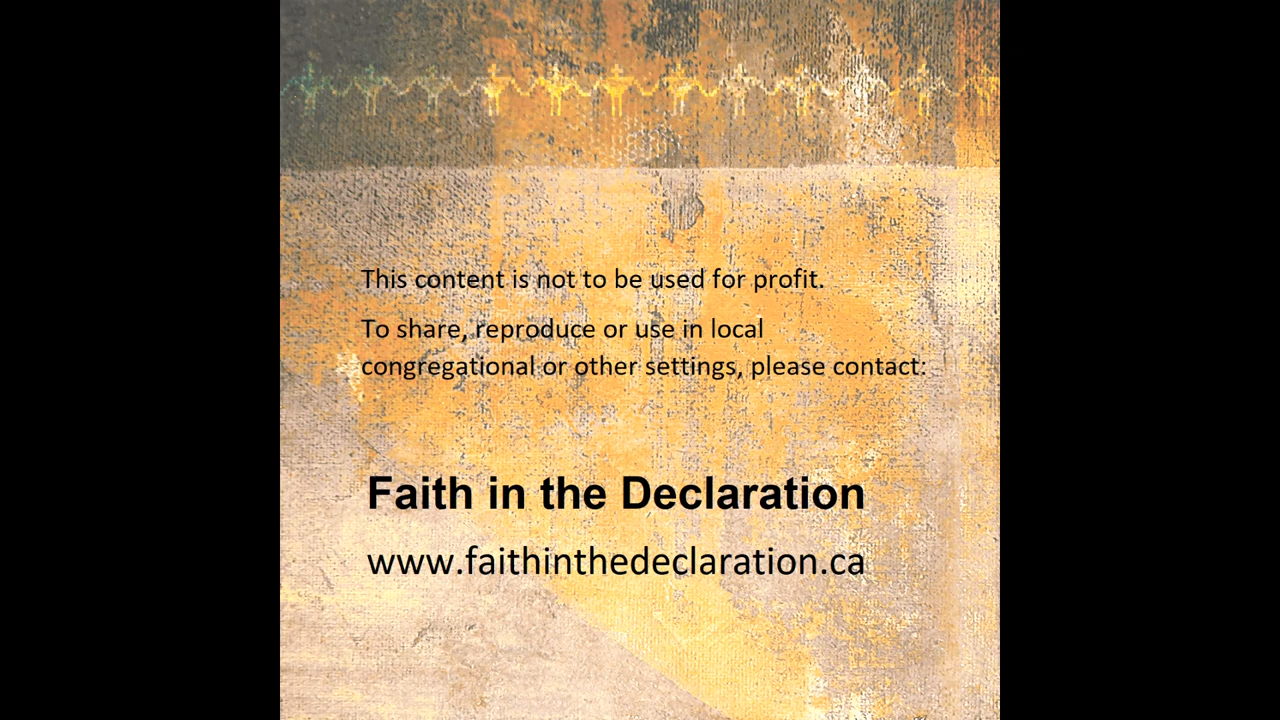 This content is not to be used for profit.
To share, reproduce or use in local
congregational or other settings, please contact:
Faith in the Declaration
www.faithinthedeclaration.ca